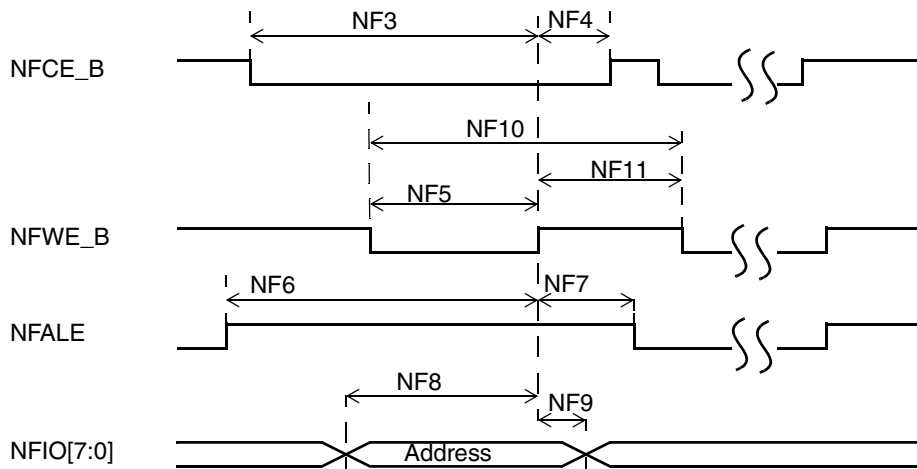 NF3 NF4
NFCE_B
NF10
NF11
NF5
NFWE_B
NF6 NF7
NFALE
NF8
NF9
NFIO[7:0] Address